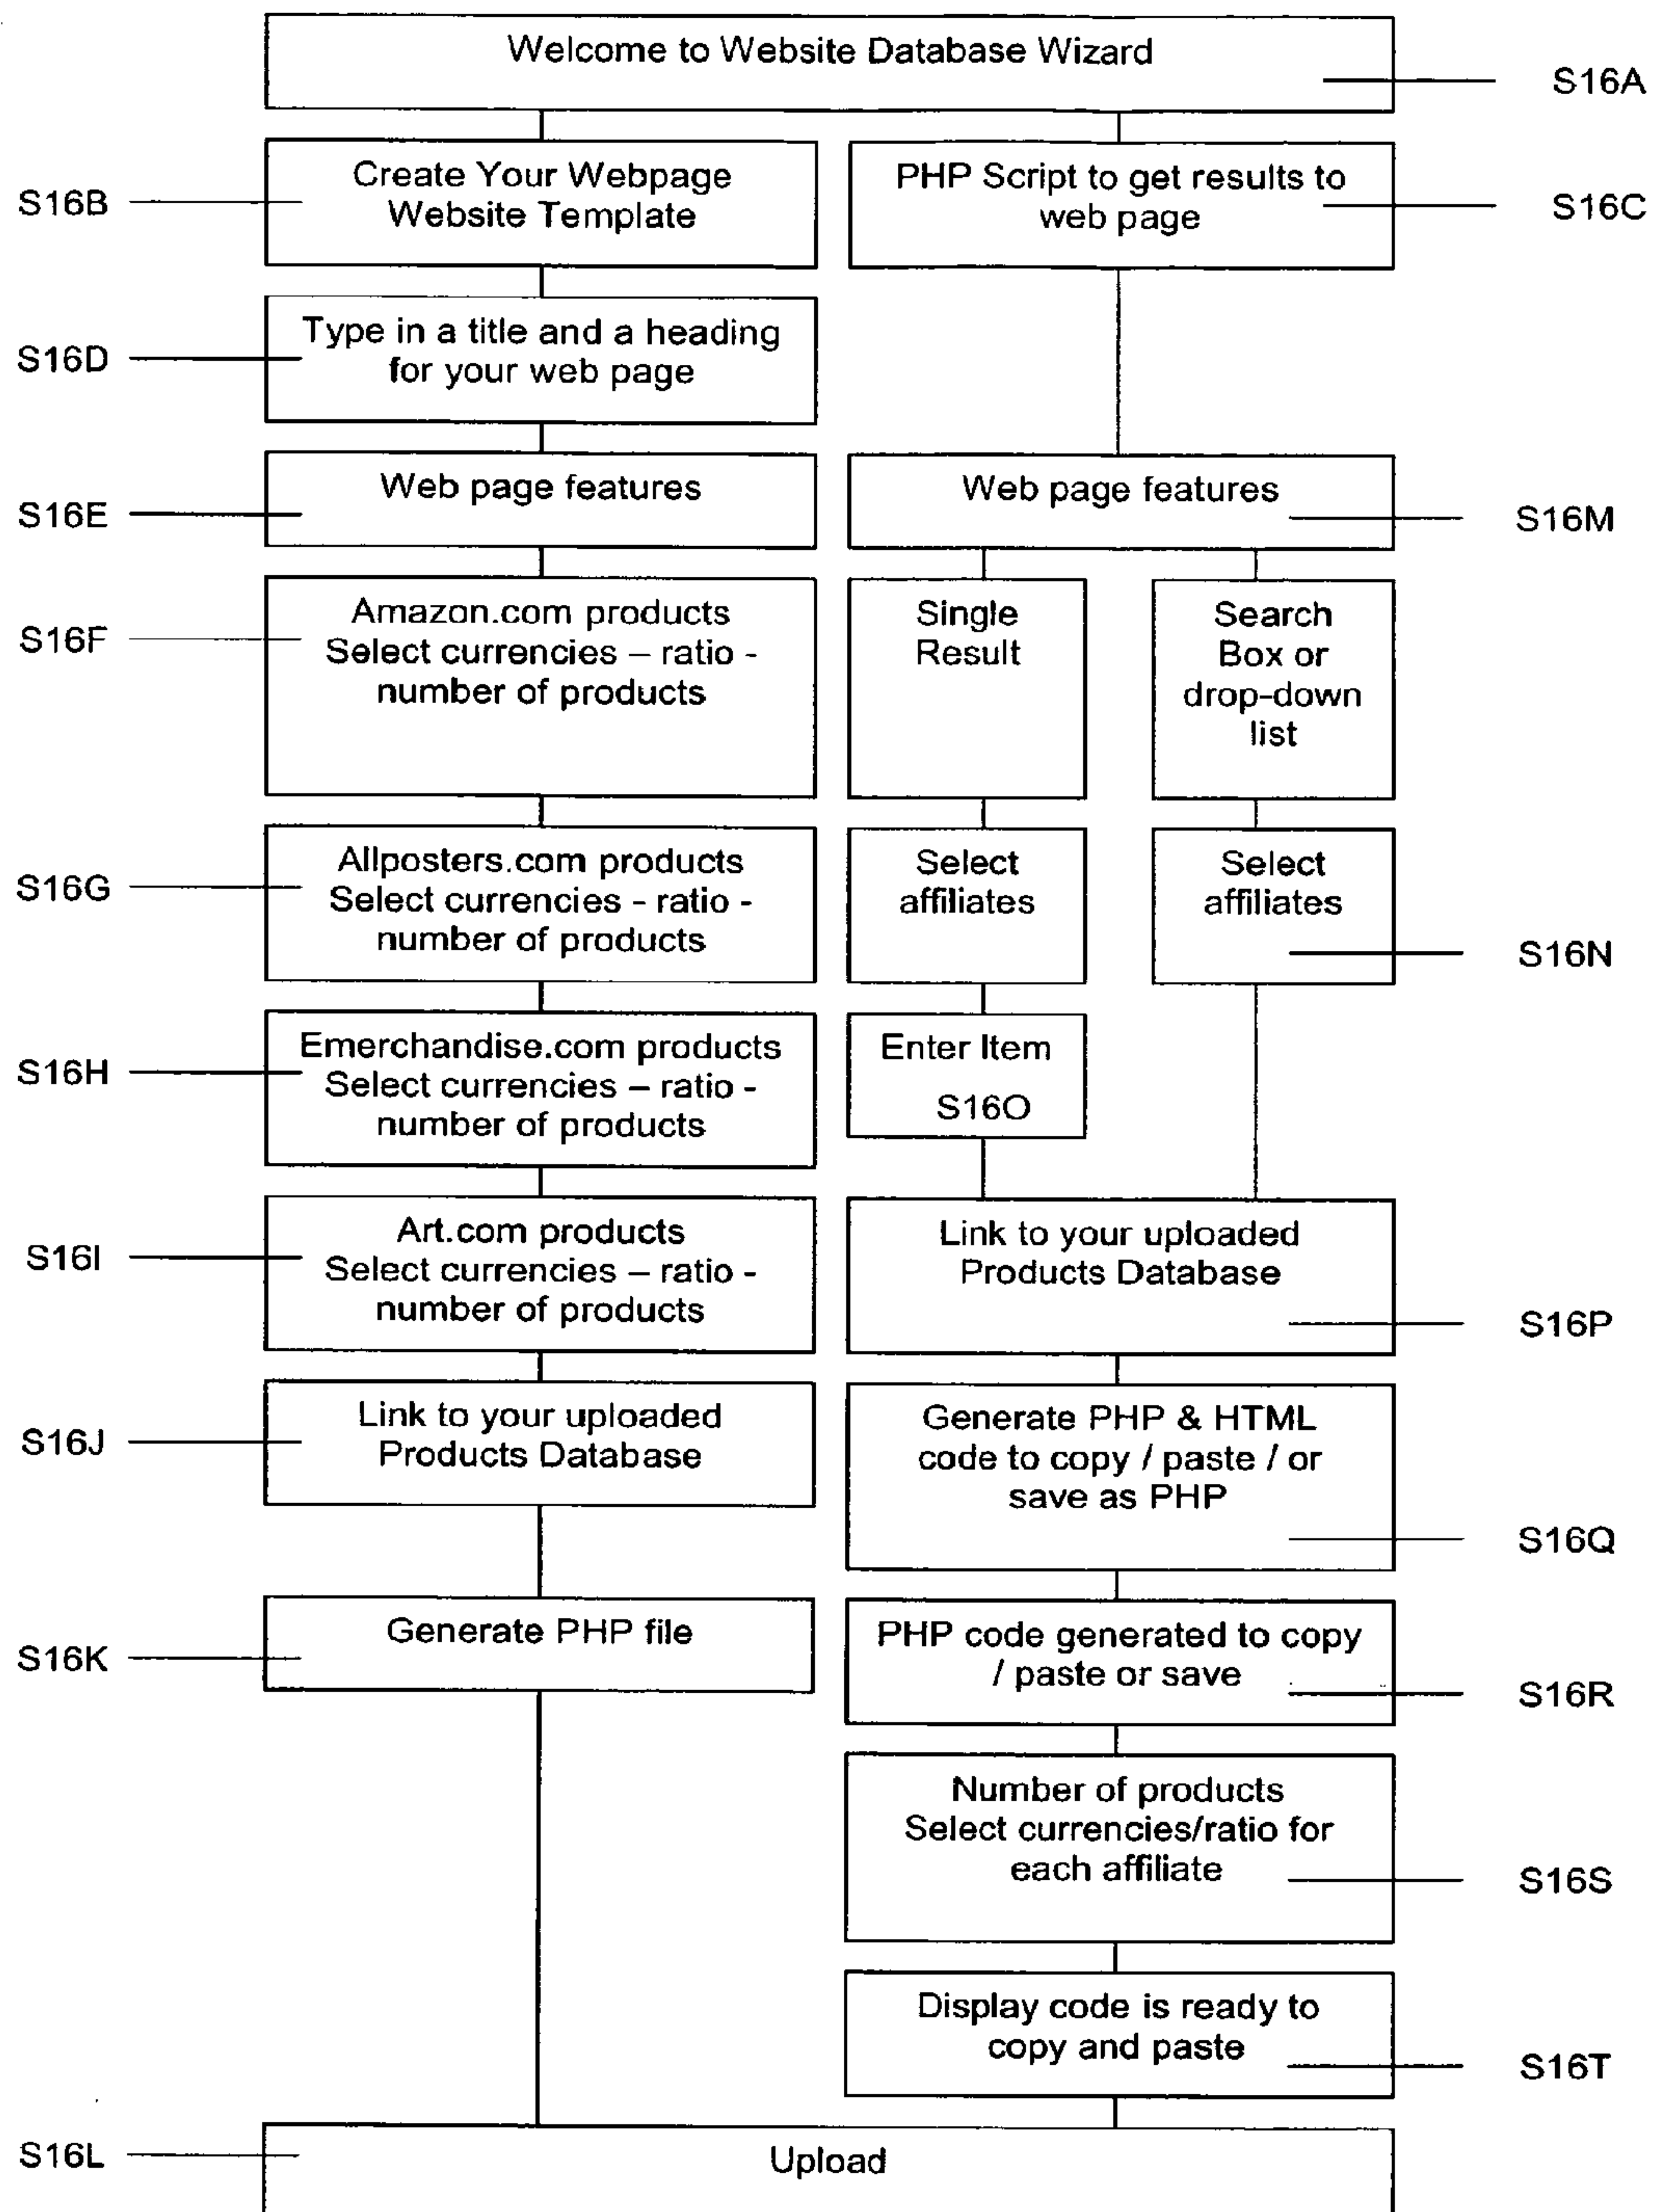 Welcome to Website Database Wizard
S16A
S16B
Create Your Webpage
Website Template
PHP Script to get results to
web page
S16C
S16D
Type in a title and a heading
for your web page
S16E
Web page features
Web page features
S16M
S16F
Amazon.com products
Select currencies – ratio -
number of products
Single
Result
Search
Box or
drop-down
list
S16G
Allposters.com products
Select currencies - ratio -
number of products
Select
affiliates
Select
affiliates
S16N
S16H
Emerchandise.com products
Select currencies – ratio -
number of products
Enter Item
S16O
S16I
Art.com products
Select currencies – ratio -
number of products
Link to your uploaded
Products Database
S16P
S16J
Link to your uploaded
Products Database
Generate PHP & HTML
code to copy / paste / or
save as PHP
S16Q
S16K
Generate PHP file
PHP code generated to copy
/ paste or save
S16R
Number of products
Select currencies/ratio for
each affiliate
S16S
Display code is ready to
copy and paste
S16T
S16L
Upload